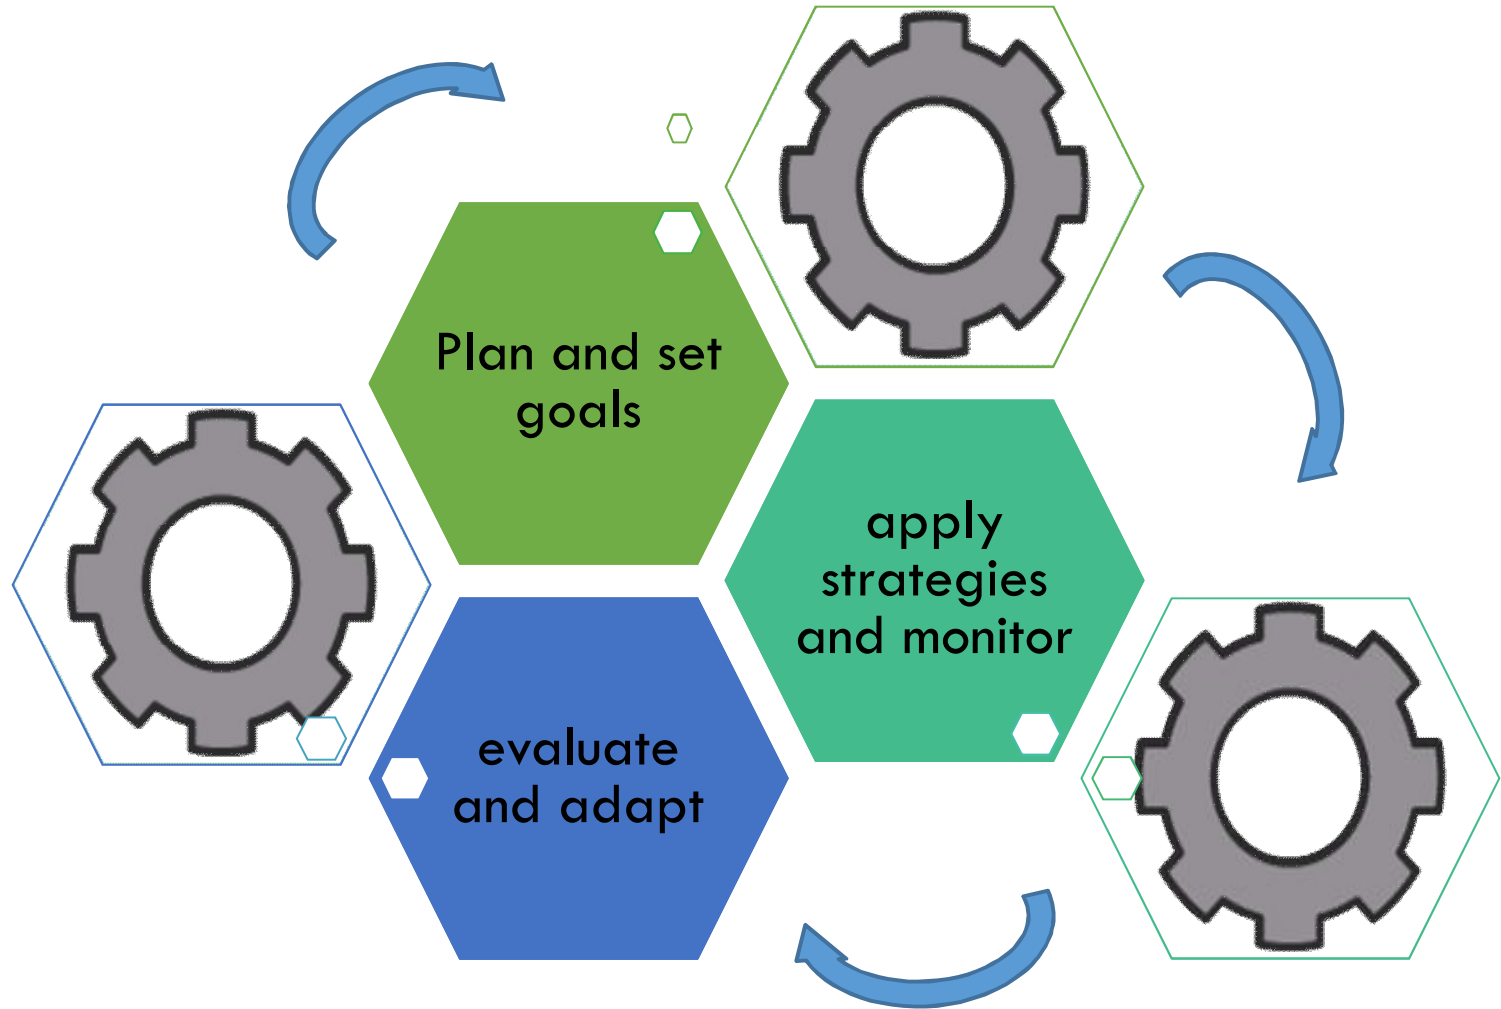 Plan and set
goals
apply
strategies
and monitor
evaluate
and adapt